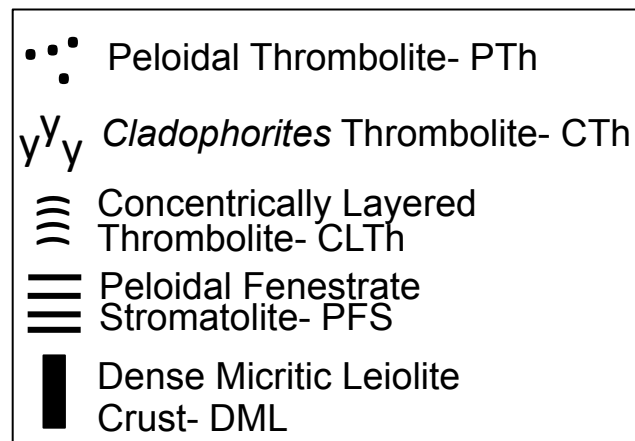 Peloidal Thrombolite- PTh
y y y Cladophorites Thrombolite- CTh
Concentrically Layered
Thrombolite- CLTh
Peloidal Fenestrate
Stromatolite- PFS
Dense Micritic Leiolite
Crust- DML